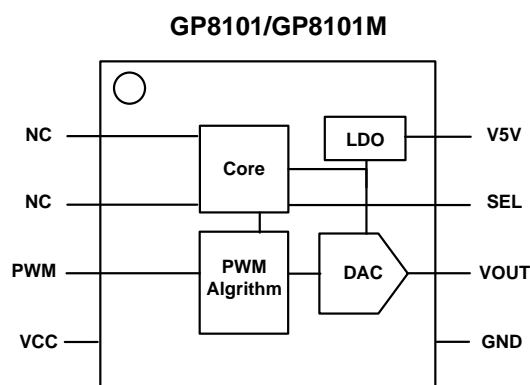 GP8101/GP8101M
NC
LDO
V5V
Core
NC
SEL
PWM
PWM
Algrithm
DAC
VOUT
VCC
GND